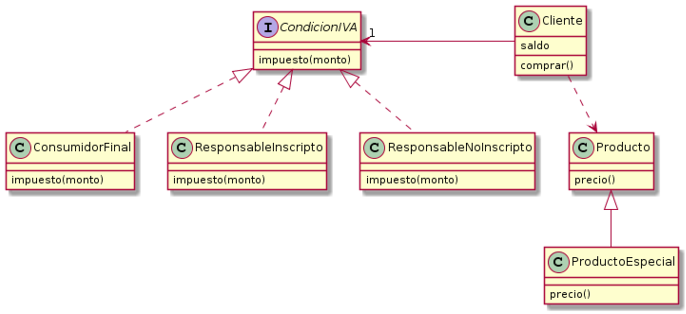 I CondicionIVA
impuesto(monto)
1
C Cliente
saldo
comprar()
C ConsumidorFinal
impuesto(monto)
C ResponsableInscripto
impuesto(monto)
C ResponsableNoInscripto
impuesto(monto)
C Producto
precio()
C ProductoEspecial
precio()